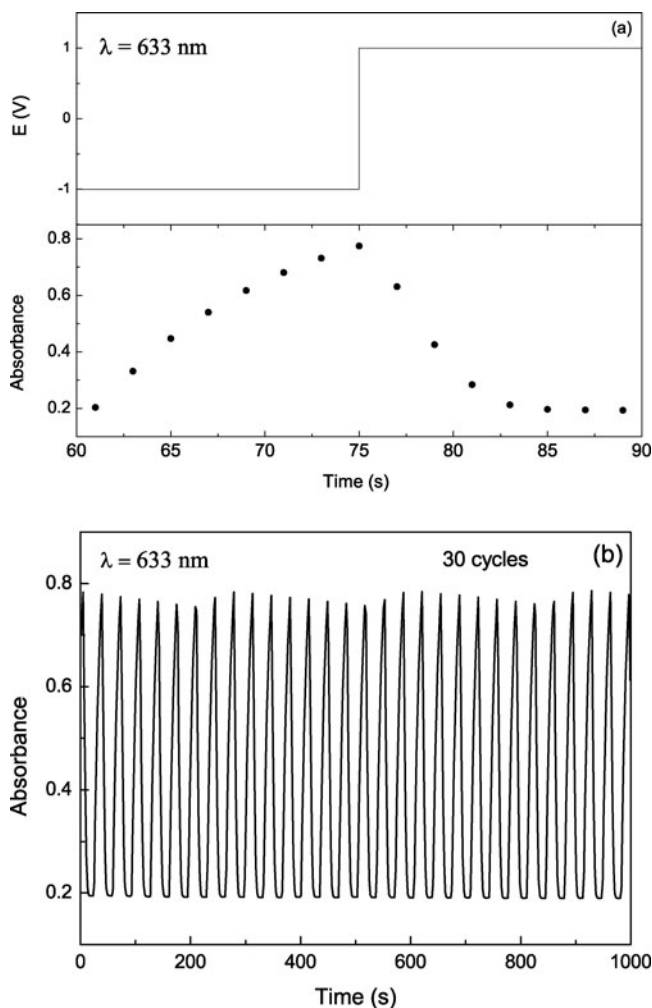 (a)
λ = 633 nm
E (V)
1
0
-1
Absorbance
0.8
0.6
0.4
0.2
60 65 70 75 80 85 90
Time (s)
λ = 633 nm 30 cycles (b)
Absorbance
0.8
0.6
0.4
0.2
0 200 400 600 800 1000
Time (s)